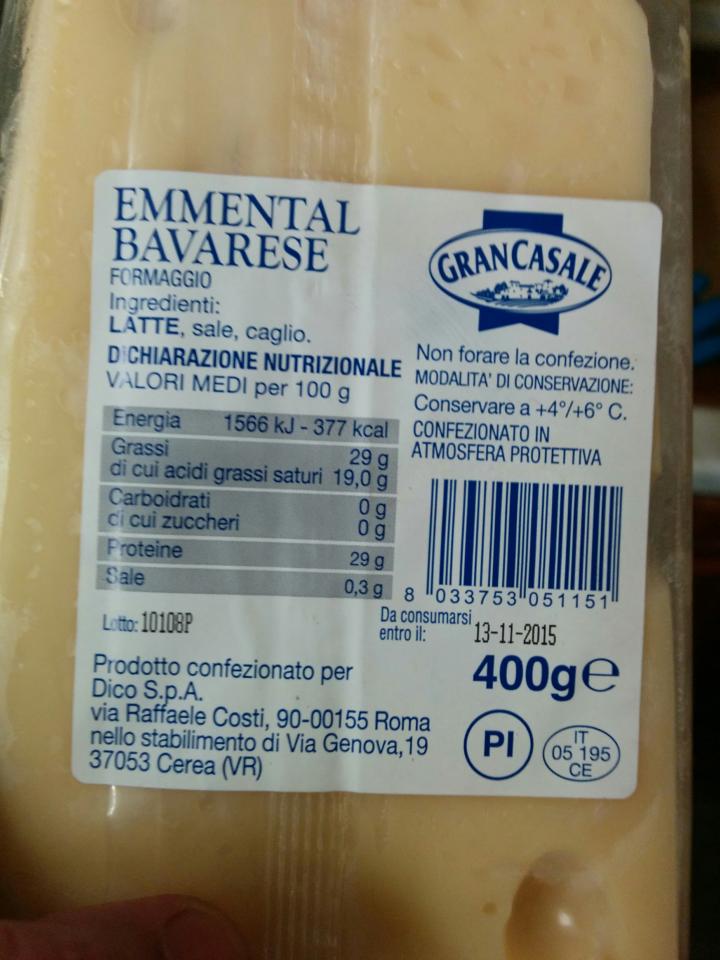 EMMENTAL
BAVARESE
FORMAGGIO
Ingredienti:
LATTE, sale, caglio.
DICHIARAZIONE NUTRIZIONALE
VALORI MEDI per 100 g
Energia 1566 kJ - 377 kcal
Grassi 29 g
di cui acidi grassi saturi 19,0 g
Carboidrati 0 g
di cui zuccheri 0 g
Proteine 29 g
Sale 0,3 g
Lotto: 10108P
GRANCASALE
Non forare la confezione.
MODALITA' DI CONSERVAZIONE:
Conservare a +4°/+6° C.
CONFEZIONATO IN
ATMOSFERA PROTETTIVA
8 033753 051151
Da consumarsi
entro il: 13-11-2015
400g e
Prodotto confezionato per
Dico S.p.A.
via Raffaele Costi, 90-00155 Roma
nello stabilimento di Via Genova,19
37053 Cerea (VR)
PI
IT
05 195
CE